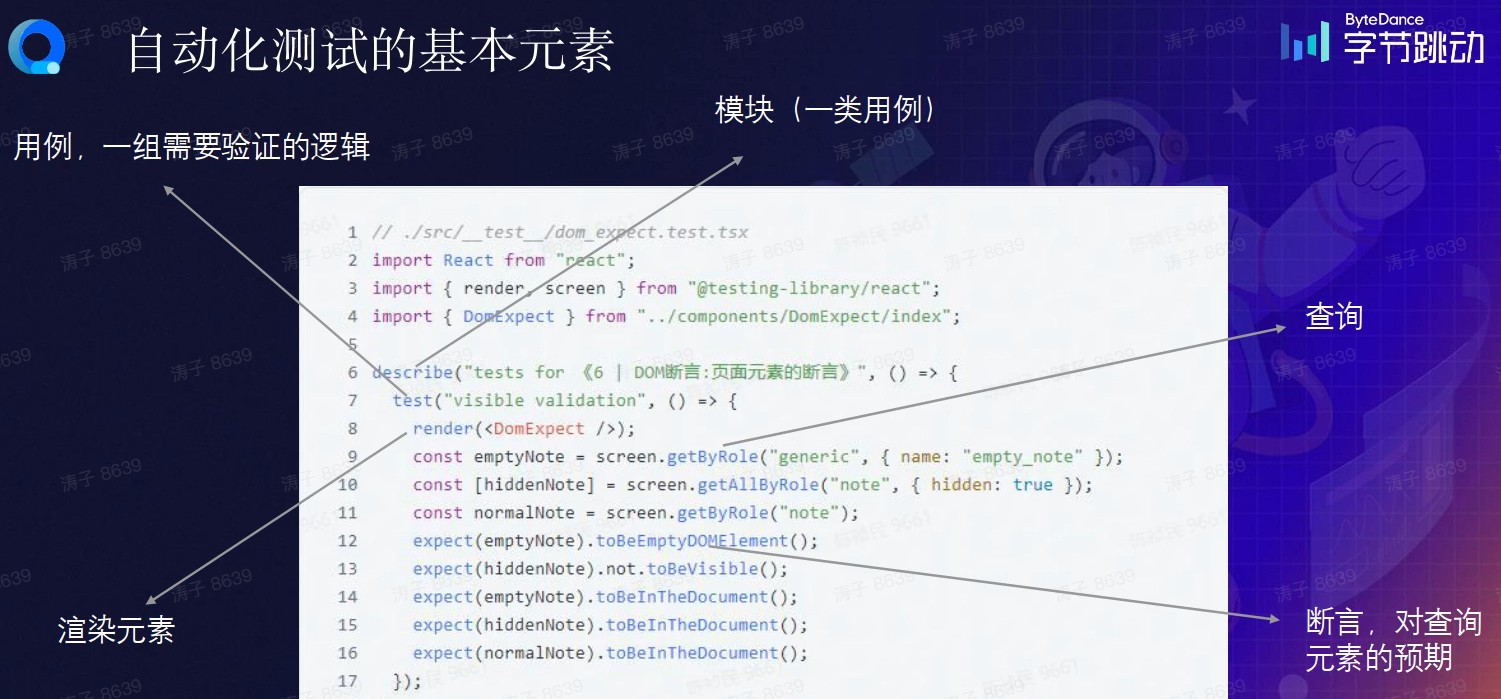 自动化测试的基本元素
ByteDance
字节跳动
模块（一类用例）
用例，一组需要验证的逻辑
1 // ./src/__test__/dom_expect.test.tsx
2 import React from "react";
3 import { render, screen } from "@testing-library/react";
4 import { DomExpect } from "../components/DomExpect/index";
5
6 describe("tests for 《6 | DOM断言:页面元素的断言》", () => {
7 test("visible validation", () => {
8 render(<DomExpect />);
9 const emptyNote = screen.getByRole("generic", { name: "empty_note" });
10 const [hiddenNote] = screen.getAllByRole("note", { hidden: true });
11 const normalNote = screen.getByRole("note");
12 expect(emptyNote).toBeEmptyDOMElement();
13 expect(hiddenNote).not.toBeVisible();
14 expect(emptyNote).toBeInTheDocument();
15 expect(hiddenNote).toBeInTheDocument();
16 expect(normalNote).toBeInTheDocument();
17 });
查询
渲染元素
断言，对查询
元素的预期
涛子 8639